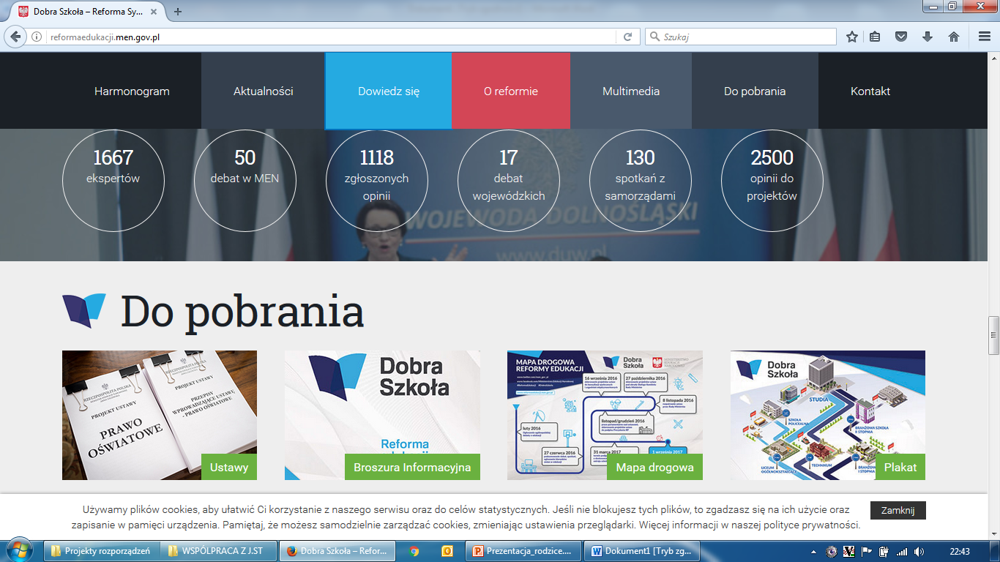 Dobra Szkoła – Reforma Sy...
reformaedukacji.men.gov.pl
Szukaj
Harmonogram
Aktualności
Dowiedz się
O reformie
Multimedia
Do pobrania
Kontakt
1667
ekspertów
50
debat w MEN
1118
zgłoszonych
opinii
17
debat
wojewódzkich
130
spotkań z
samorządami
2500
opinii do
projektów
WOJEWODA DOLNOŚLĄSKI
www.duw.pl
Do pobrania
RZECZPOSPOLITA POLSKA
PROJEKT USTAWY
PRAWO
OŚWIATOWE
RZECZPOSPOLITA POLSKA
PROJEKT USTAWY
PRZEPISY
WPROWADZAJĄCE USTAWĘ
- PRAWO OŚWIATOWE
Ustawy
Dobra
Szkoła
Reforma
Broszura Informacyjna
MAPA DROGOWA
REFORMY EDUKACJI
Dobra
Szkoła
MINISTERSTWO
EDUKACJI
NARODOWEJ
16 września 2016
27 października 2016
8 listopada 2016
listopad/grudzień 2016
luty 2016
27 czerwca 2016
31 marca 2017
1 września 2017
Mapa drogowa
Dobra
Szkoła
STUDIA
SZKOŁA
POLICEALNA
BRANŻOWA SZKOŁA
II STOPNIA
LICEUM
OGÓLNOKSZTAŁCĄCE
TECHNIKUM
BRANŻOWA
I STOPNIA
Plakat
Używamy plików cookies, aby ułatwić Ci korzystanie z naszego serwisu oraz do celów statystycznych. Jeśli nie blokujesz tych plików, to zgadzasz się na ich użycie oraz
zapisanie w pamięci urządzenia. Pamiętaj, że możesz samodzielnie zarządzać cookies, zmieniając ustawienia przeglądarki. Więcej informacji w naszej polityce prywatności.
Zamknij
Projekty rozporządzeń
WSPÓLPRACA Z J.ST
Dobra Szkoła – Refor...
Prezentacja_rodzice....
Dokument1 [Tryb zg...
22:43